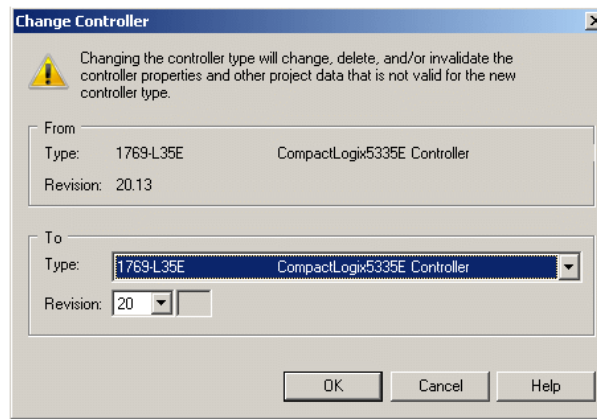 Change Controller
Changing the controller type will change, delete, and/or invalidate the
controller properties and other project data that is not valid for the new
controller type.
From
Type: 1769-L35E CompactLogix5335E Controller
Revision: 20.13
To
Type: 1769-L35E CompactLogix5335E Controller
Revision: 20
OK Cancel Help